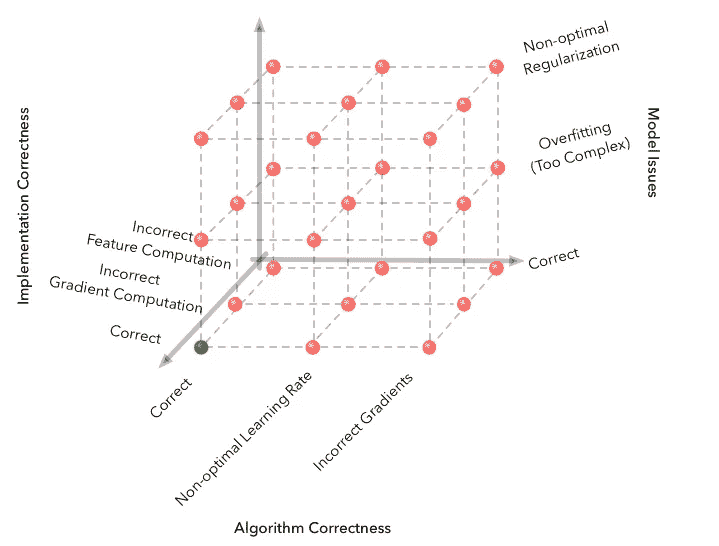 Non-optimal
Regularization
Implementation Correctness
Model Issues
Overfitting
(Too Complex)
Incorrect
Feature Computation
Correct
Incorrect
Gradient Computation
Correct
Correct
Non-optimal Learning Rate
Incorrect Gradients
Algorithm Correctness